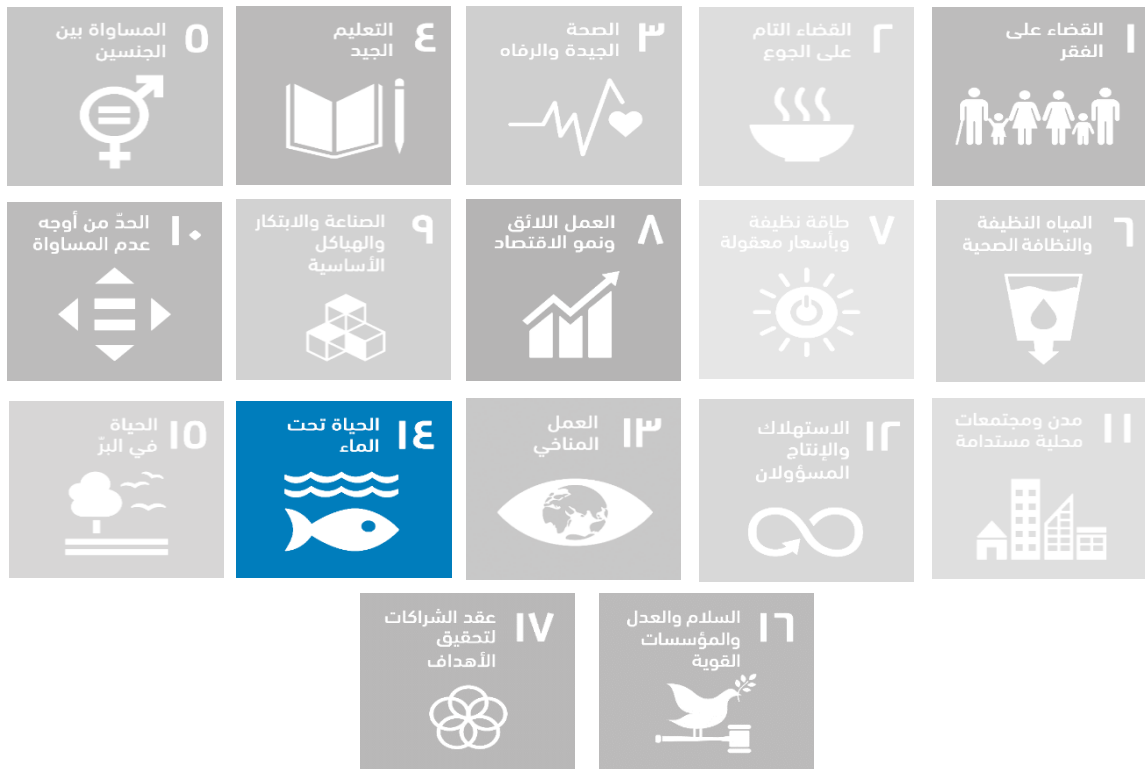 ١
القضاء على
الفقر
٢
القضاء التام
على الجوع
٣
الصحة
الجيدة والرفاه
٤
التعليم
الجيد
٥
المساواة بين
الجنسين
٦
المياه النظيفة
والنظافة الصحية
٧
طاقة نظيفة
وبأسعار معقولة
٨
العمل اللائق
ونمو الاقتصاد
٩
الصناعة والابتكار
والهياكل
الأساسية
١٠
الحدّ من أوجه
عدم المساواة
١١
مدن ومجتمعات
محلية مستدامة
١٢
الاستهلاك
والإنتاج
المسؤولان
١٣
العمل
المناخي
١٤
الحياة تحت
الماء
١٥
الحياة
في البرّ
١٦
السلام والعدل
والمؤسسات
القوية
١٧
عقد الشراكات
لتحقيق
الأهداف